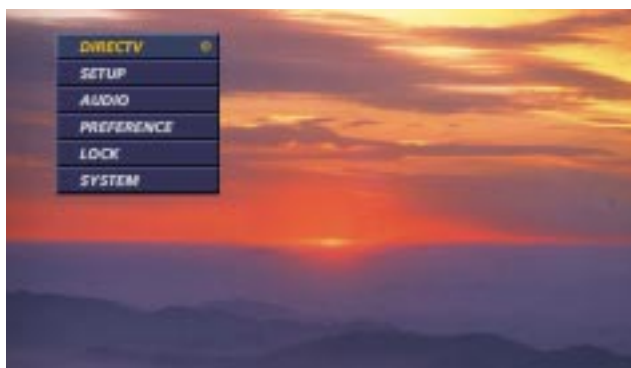 DIRECTV
SETUP
AUDIO
PREFERENCE
LOCK
SYSTEM